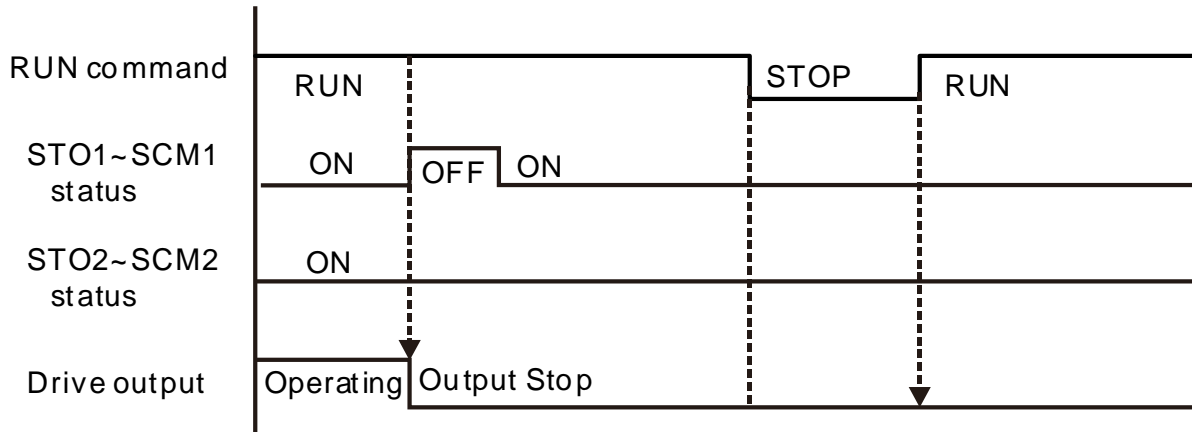 RUN command
RUN
STOP
RUN
STO1~SCM1
status
ON
OFF
ON
STO2~SCM2
status
ON
Drive output
Operating
Output Stop